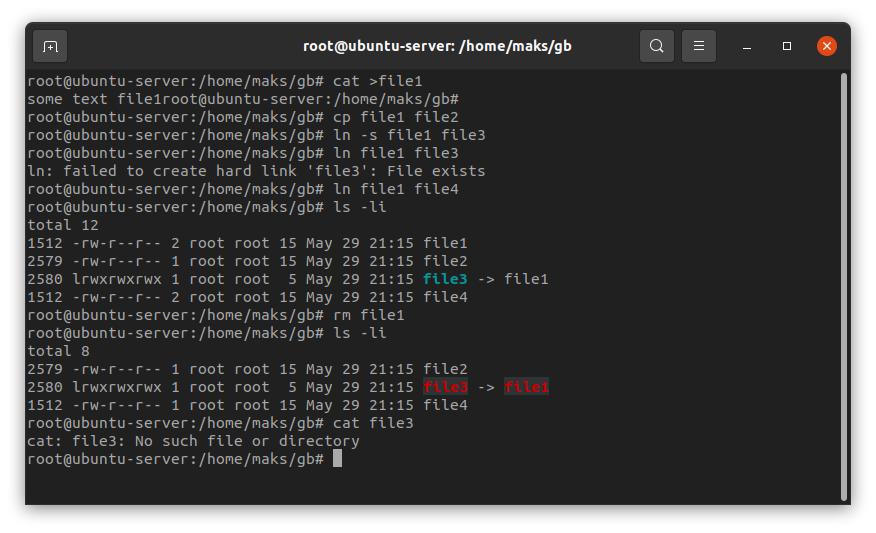 root@ubuntu-server: /home/maks/gb
root@ubuntu-server:/home/maks/gb# cat >file1
some text file1root@ubuntu-server:/home/maks/gb#
root@ubuntu-server:/home/maks/gb# cp file1 file2
root@ubuntu-server:/home/maks/gb# ln -s file1 file3
root@ubuntu-server:/home/maks/gb# ln file1 file3
ln: failed to create hard link 'file3': File exists
root@ubuntu-server:/home/maks/gb# ln file1 file4
root@ubuntu-server:/home/maks/gb# ls -li
total 12
1512 -rw-r--r-- 2 root root 15 May 29 21:15 file1
2579 -rw-r--r-- 1 root root 15 May 29 21:15 file2
2580 lrwxrwxrwx 1 root root  5 May 29 21:15 file3 -> file1
1512 -rw-r--r-- 2 root root 15 May 29 21:15 file4
root@ubuntu-server:/home/maks/gb# rm file1
root@ubuntu-server:/home/maks/gb# ls -li
total 8
2579 -rw-r--r-- 1 root root 15 May 29 21:15 file2
2580 lrwxrwxrwx 1 root root  5 May 29 21:15 file3 -> file1
1512 -rw-r--r-- 1 root root 15 May 29 21:15 file4
root@ubuntu-server:/home/maks/gb# cat file3
cat: file3: No such file or directory
root@ubuntu-server:/home/maks/gb#